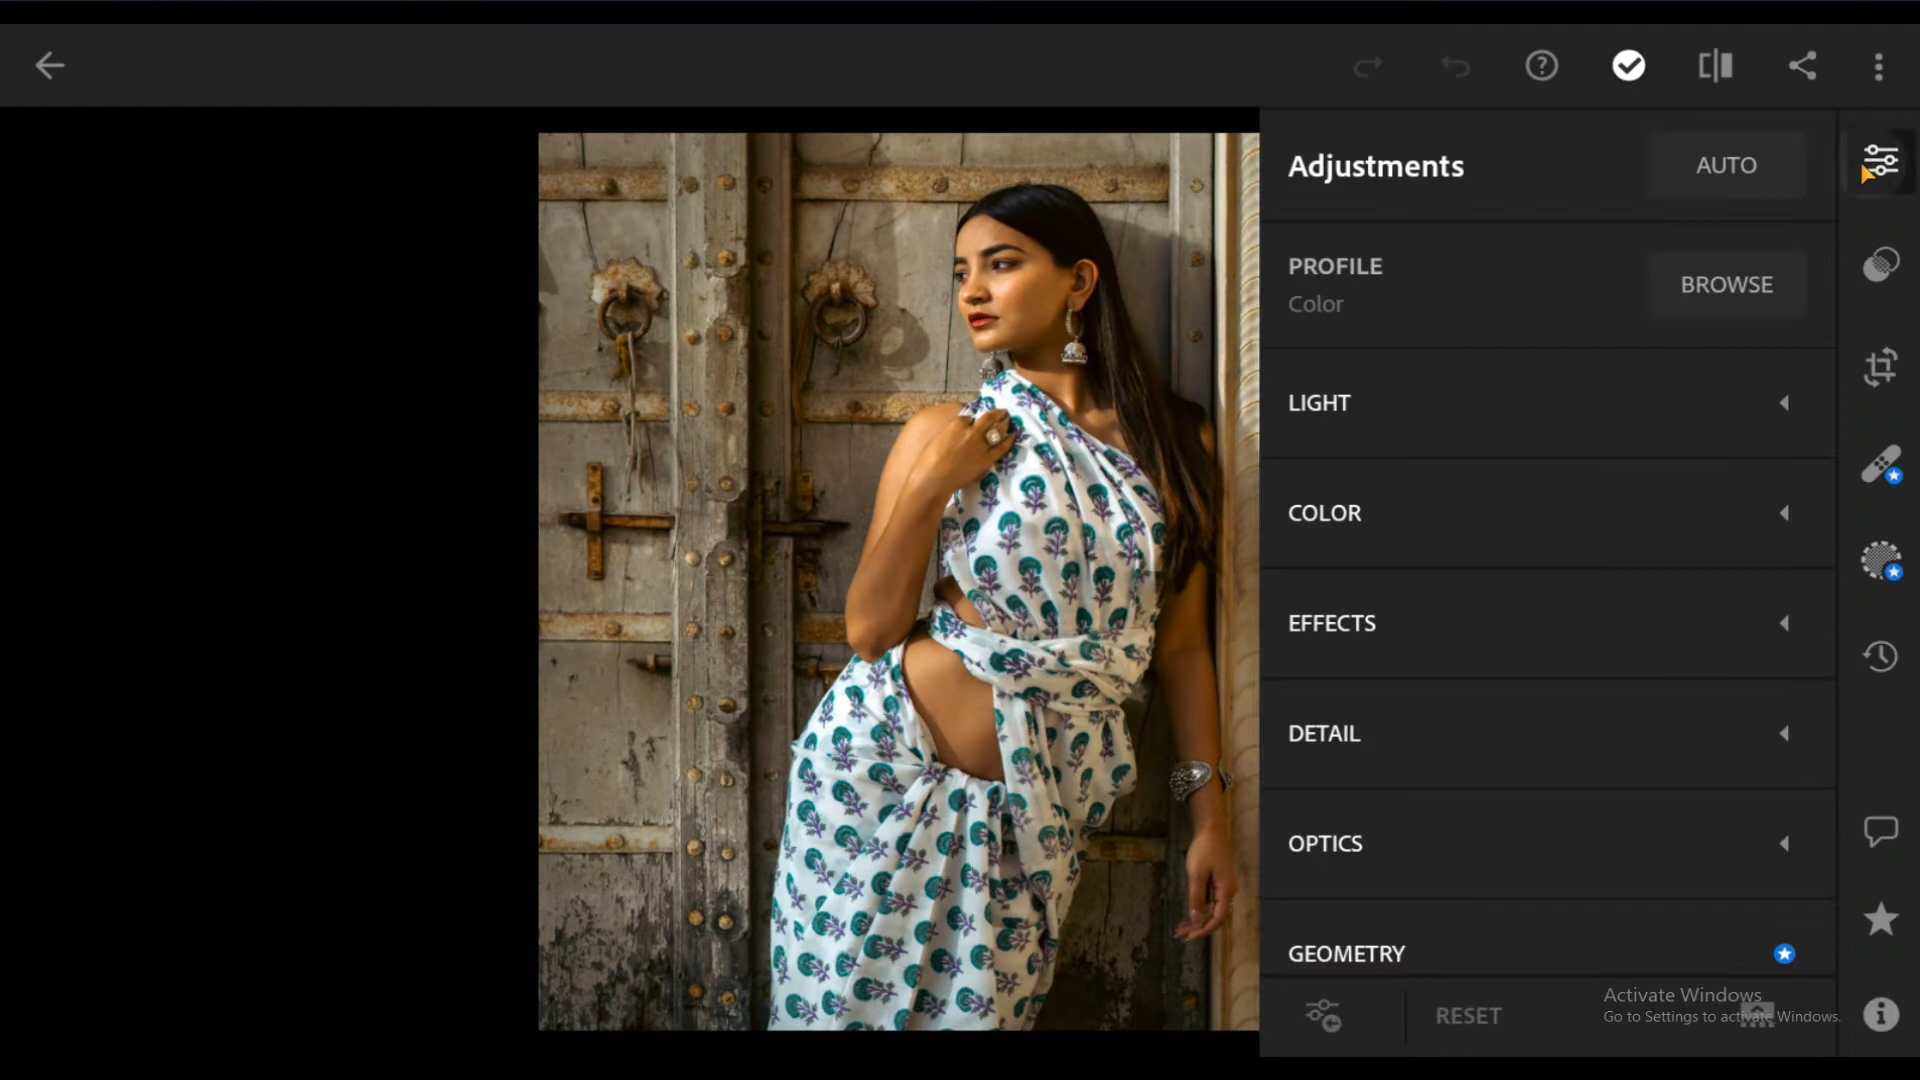 Adjustments
AUTO
PROFILE
Color
BROWSE
LIGHT
COLOR
EFFECTS
DETAIL
OPTICS
GEOMETRY
RESET
Activate Windows
Go to Settings to activate Windows.